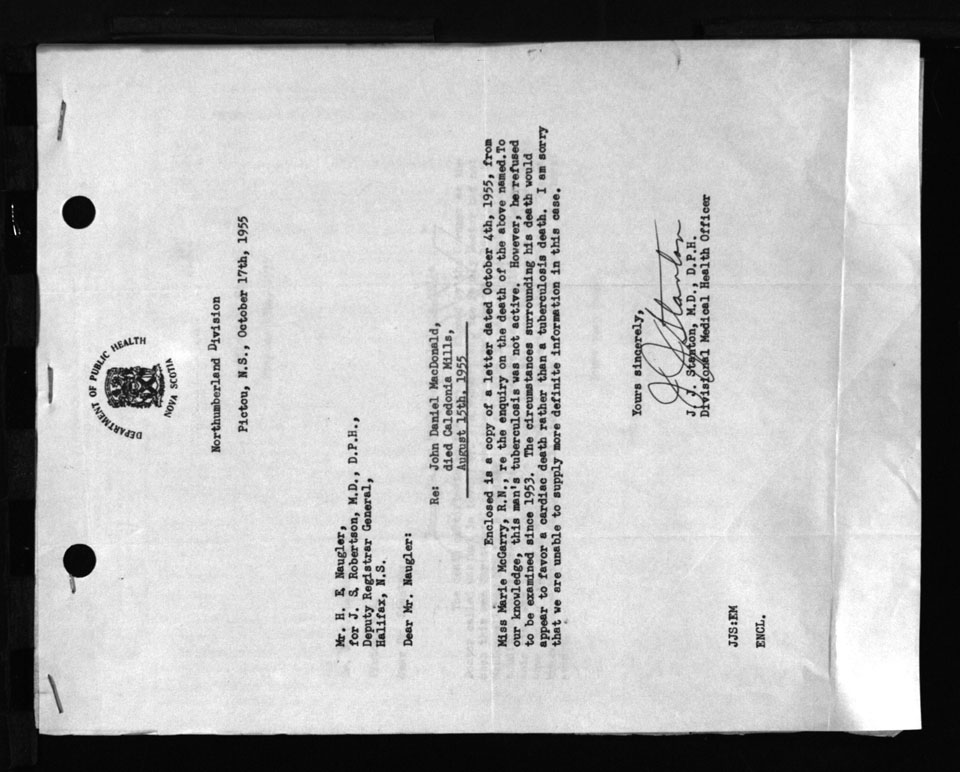 DEPARTMENT OF PUBLIC HEALTH
NOVA SCOTIA
Northumberland Division
Pictou, N.S., October 17th, 1955
Mr. H. E. Naugler,
for J. S. Robertson, M.D., D.P.H.,
Deputy Registrar General,
Halifax, N.S.
Dear Mr. Naugler:
Re: John Daniel MacDonald,
died Caledonia Mills,
August 15th. 1955
Enclosed is a copy of a letter dated October 4th, 1955, from
Miss Marie McGarry, R.N., re the enquiry on the death of the above named.To
our knowledge, this man's tuberculosis was not active. However, he refused
to be examined since 1953. The circumstances surrounding his death would
appear to favor a cardiac death rather than a tuberculosis death. I am sorry
that we are unable to supply more definite information in this case.
Yours sincerely,
J J Stanton
J. J. Stanton, M.D., D.P.H.
Divisional Medical Health Officer
JJS:EM
ENCL.